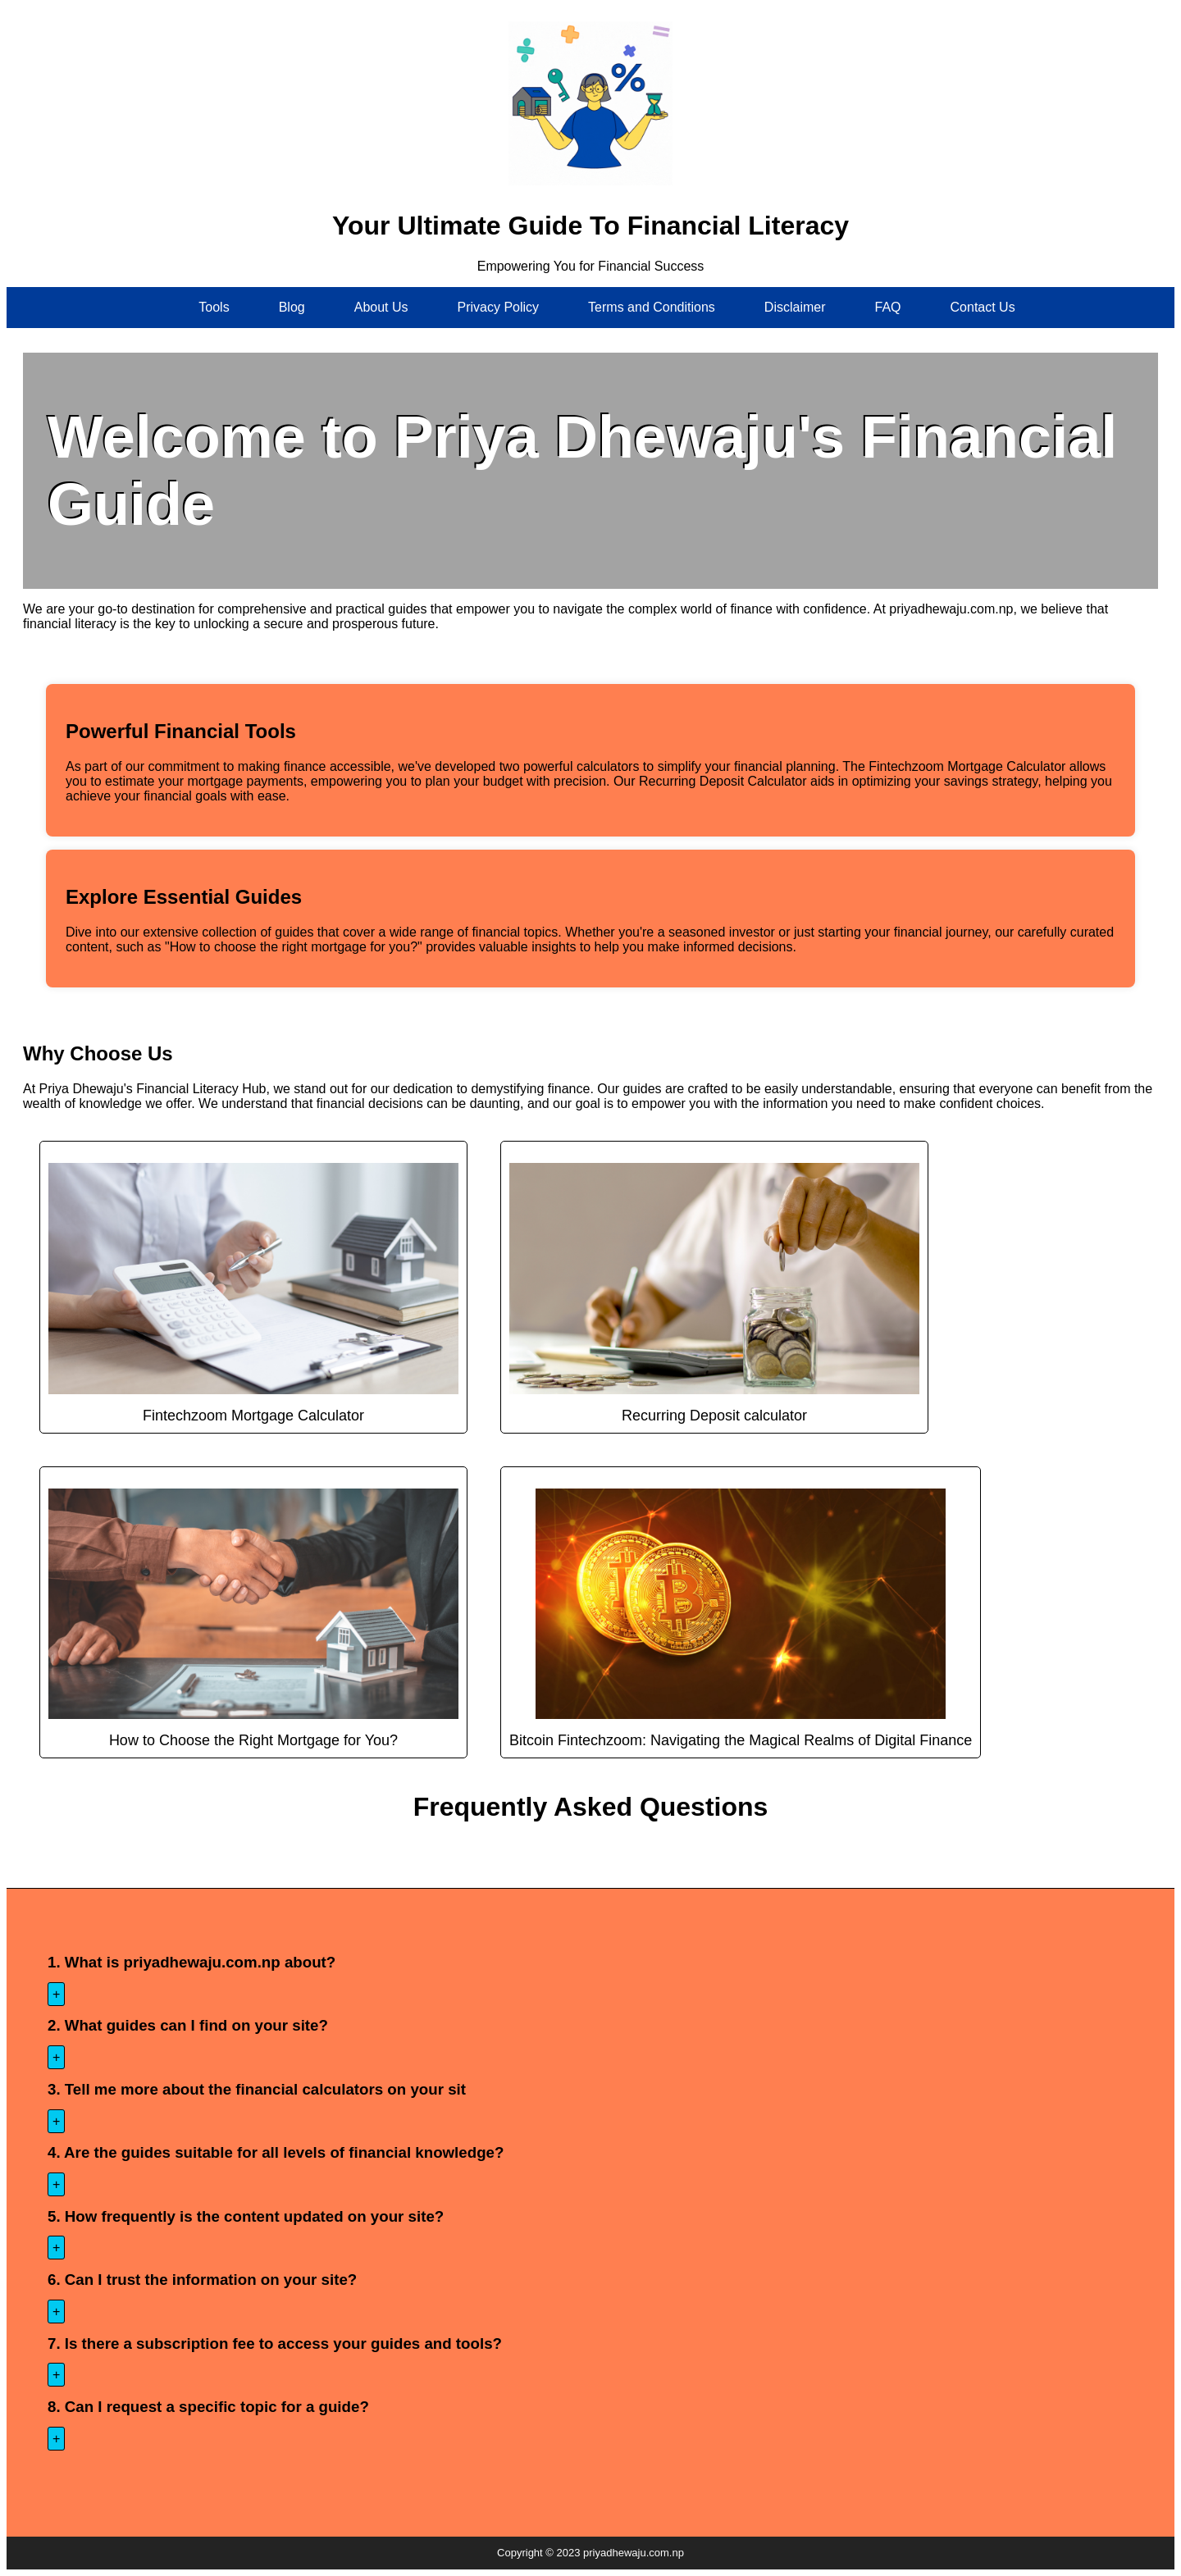 %
Your Ultimate Guide To Financial Literacy
Empowering You for Financial Success
Tools Blog About Us Privacy Policy Terms and Conditions Disclaimer FAQ Contact Us
Welcome to Priya Dhewaju's Financial
Guide
We are your go-to destination for comprehensive and practical guides that empower you to navigate the complex world of finance with confidence. At priyadhewaju.com.np, we believe that
financial literacy is the key to unlocking a secure and prosperous future.
Powerful Financial Tools
As part of our commitment to making finance accessible, we've developed two powerful calculators to simplify your financial planning. The Fintechzoom Mortgage Calculator allows
you to estimate your mortgage payments, empowering you to plan your budget with precision. Our Recurring Deposit Calculator aids in optimizing your savings strategy, helping you
achieve your financial goals with ease.
Explore Essential Guides
Dive into our extensive collection of guides that cover a wide range of financial topics. Whether you're a seasoned investor or just starting your financial journey, our carefully curated
content, such as "How to choose the right mortgage for you?" provides valuable insights to help you make informed decisions.
Why Choose Us
At Priya Dhewaju's Financial Literacy Hub, we stand out for our dedication to demystifying finance. Our guides are crafted to be easily understandable, ensuring that everyone can benefit from the
wealth of knowledge we offer. We understand that financial decisions can be daunting, and our goal is to empower you with the information you need to make confident choices.
Fintechzoom Mortgage Calculator
Recurring Deposit calculator
How to Choose the Right Mortgage for You?
Bitcoin Fintechzoom: Navigating the Magical Realms of Digital Finance
Frequently Asked Questions
1. What is priyadhewaju.com.np about?
+
2. What guides can I find on your site?
+
3. Tell me more about the financial calculators on your sit
+
4. Are the guides suitable for all levels of financial knowledge?
+
5. How frequently is the content updated on your site?
+
6. Can I trust the information on your site?
+
7. Is there a subscription fee to access your guides and tools?
+
8. Can I request a specific topic for a guide?
+
Copyright © 2023 priyadhewaju.com.np